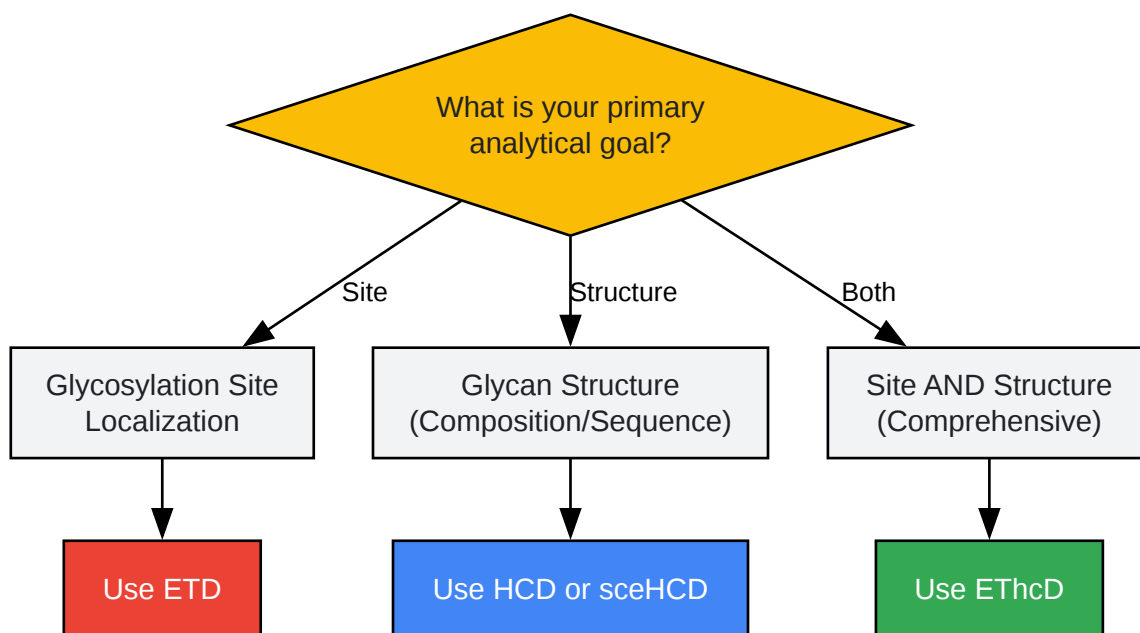 What is your primary
analytical goal?
Site
Structure
Both
Glycosylation Site
Localization
Glycan Structure
(Composition/Sequence)
Site AND Structure
(Comprehensive)
Use ETD
Use HCD or sceHCD
Use EThcD